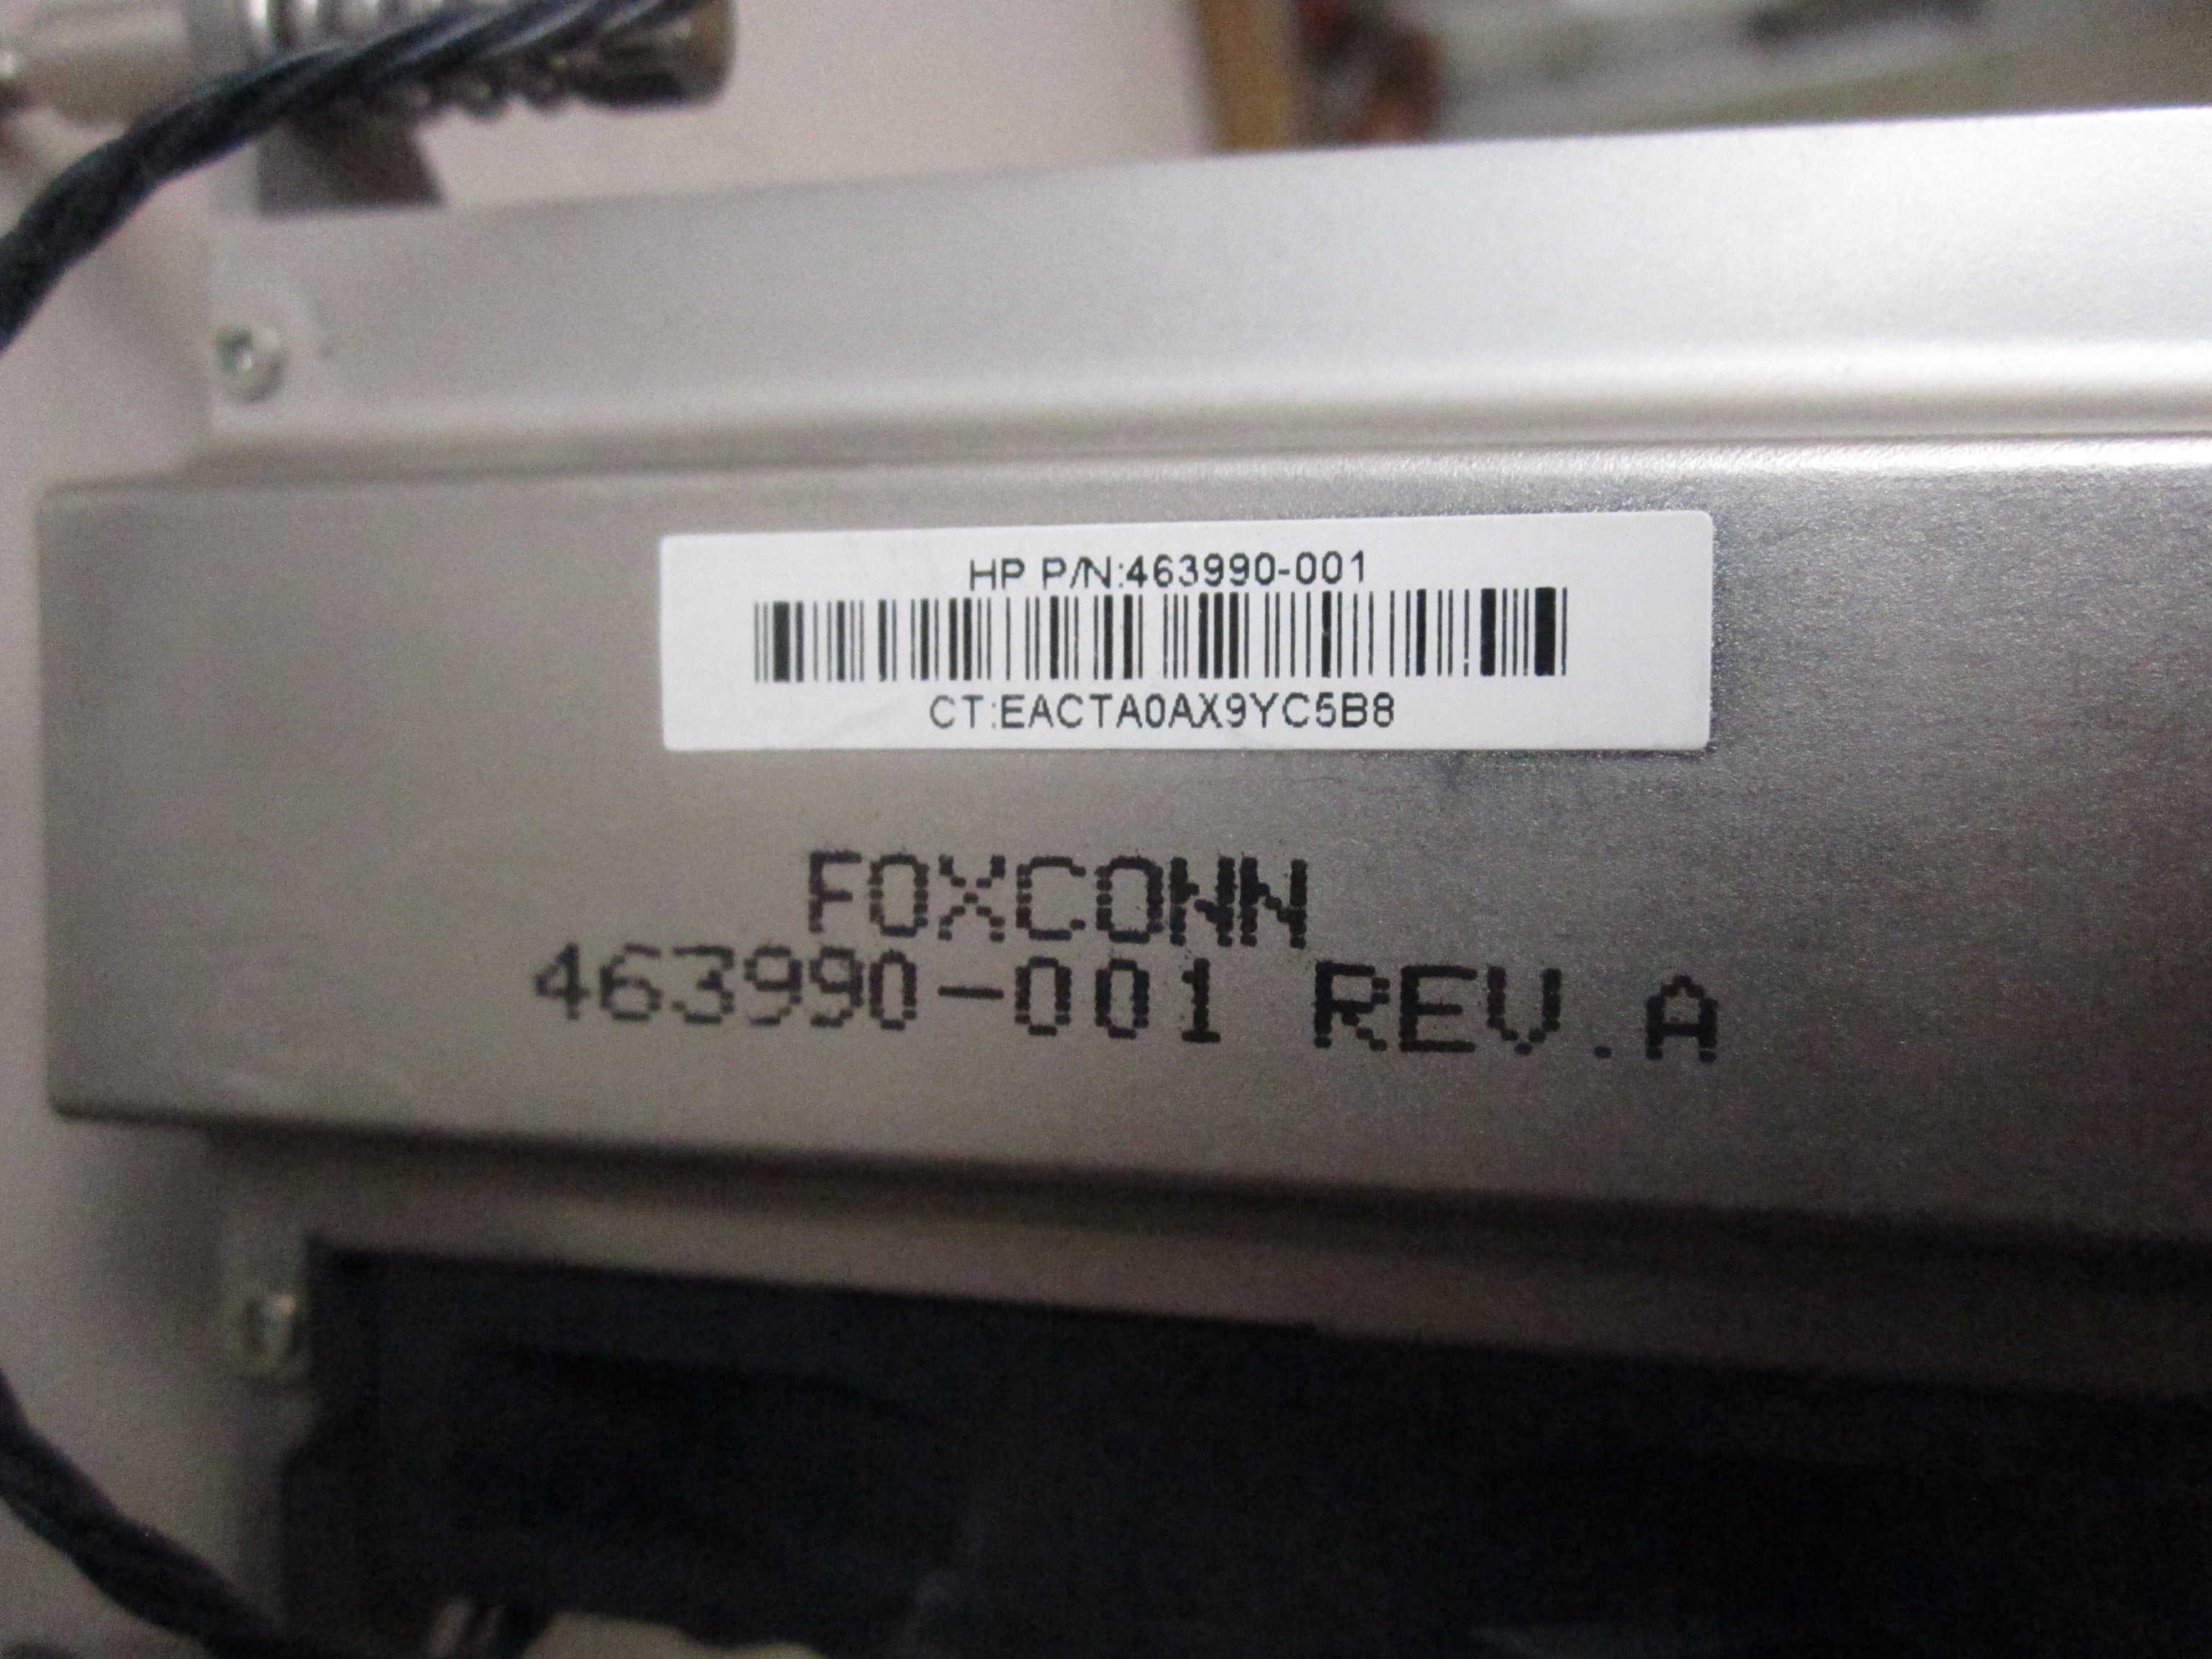 HP P/N:463990-001
CT:EACTA0AX9YC5B8
FOXCONN
463990-001 REV.A